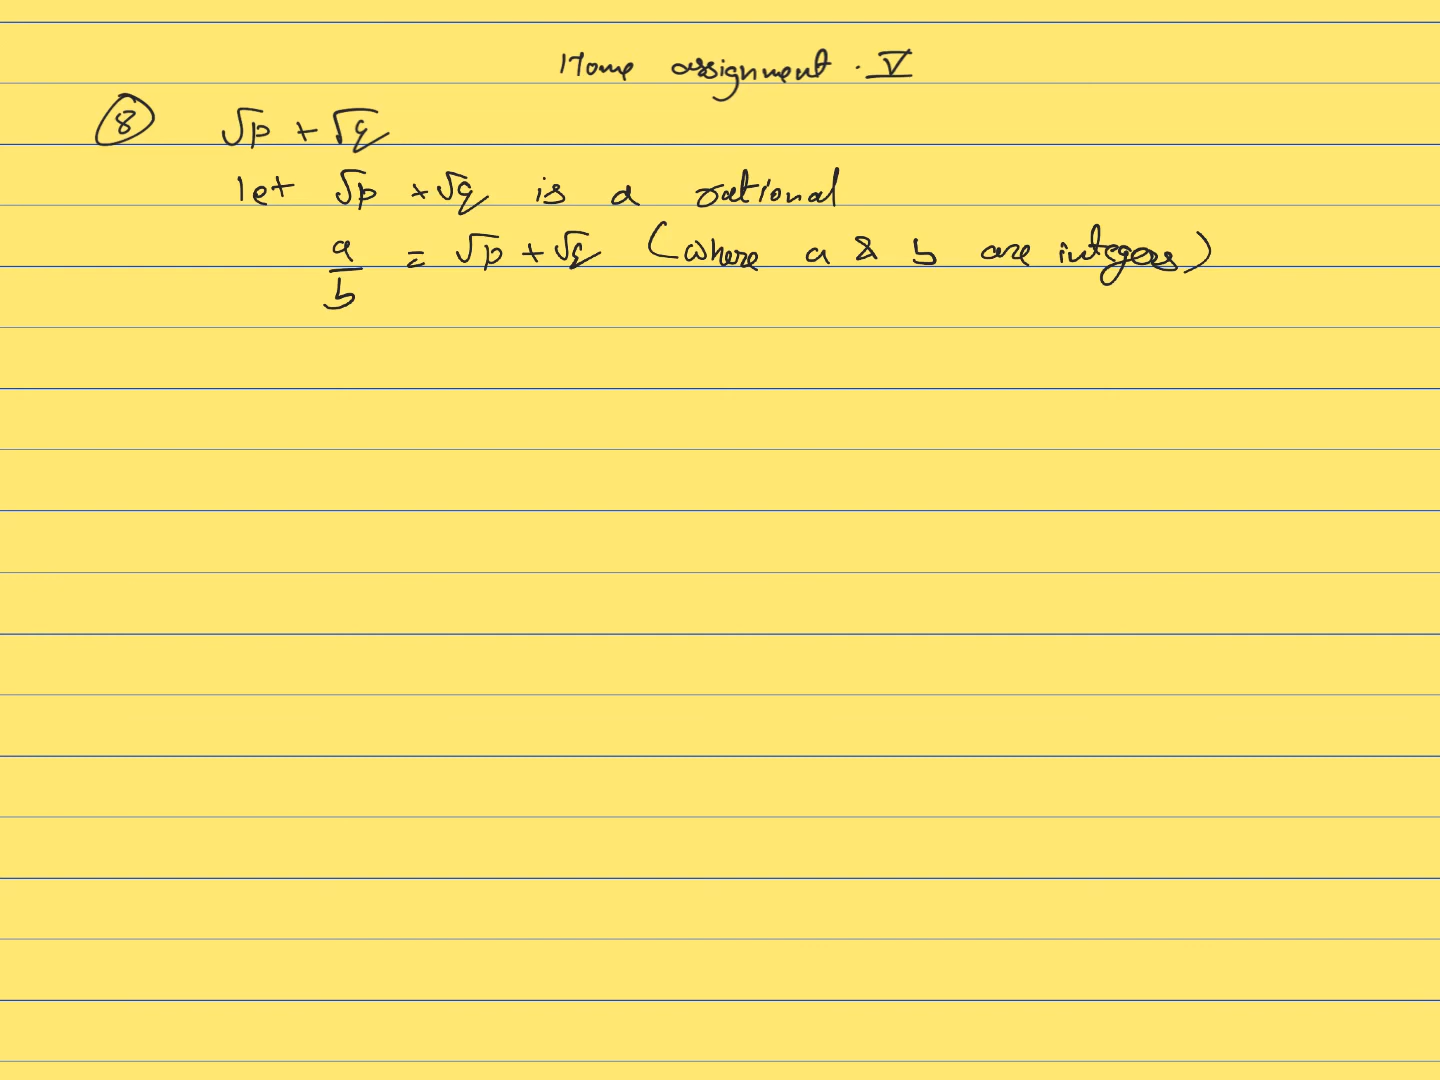 Home assignment . V
8 √p + √q
let √p + √q is a rational
a/b = √p + √q (where a & b are integers)